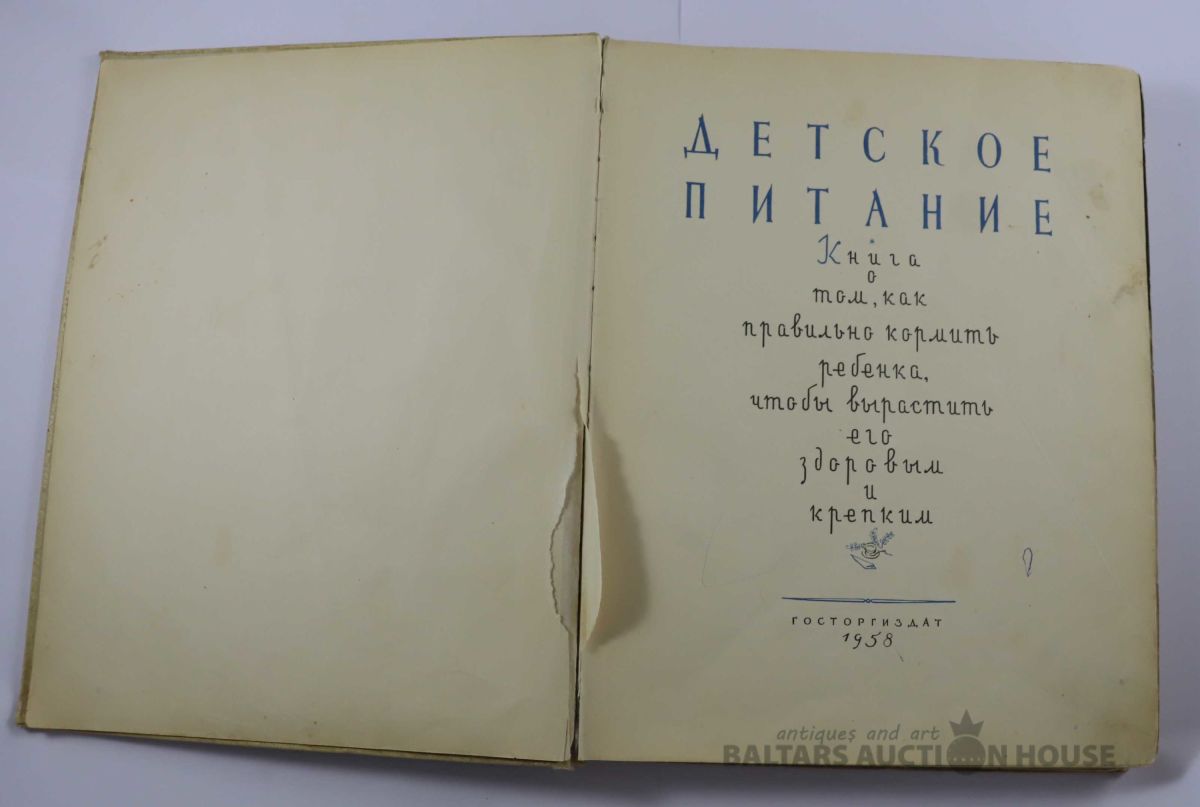 ДЕТСКОЕ
ПИТАНИЕ
Книга
о
том, как
правильно кормить
ребенка,
чтобы вырастить
его
здоровым
и
крепким
ГОСТОРГИЗДАТ
1958
antiques and art
BALTARS AUCTION HOUSE